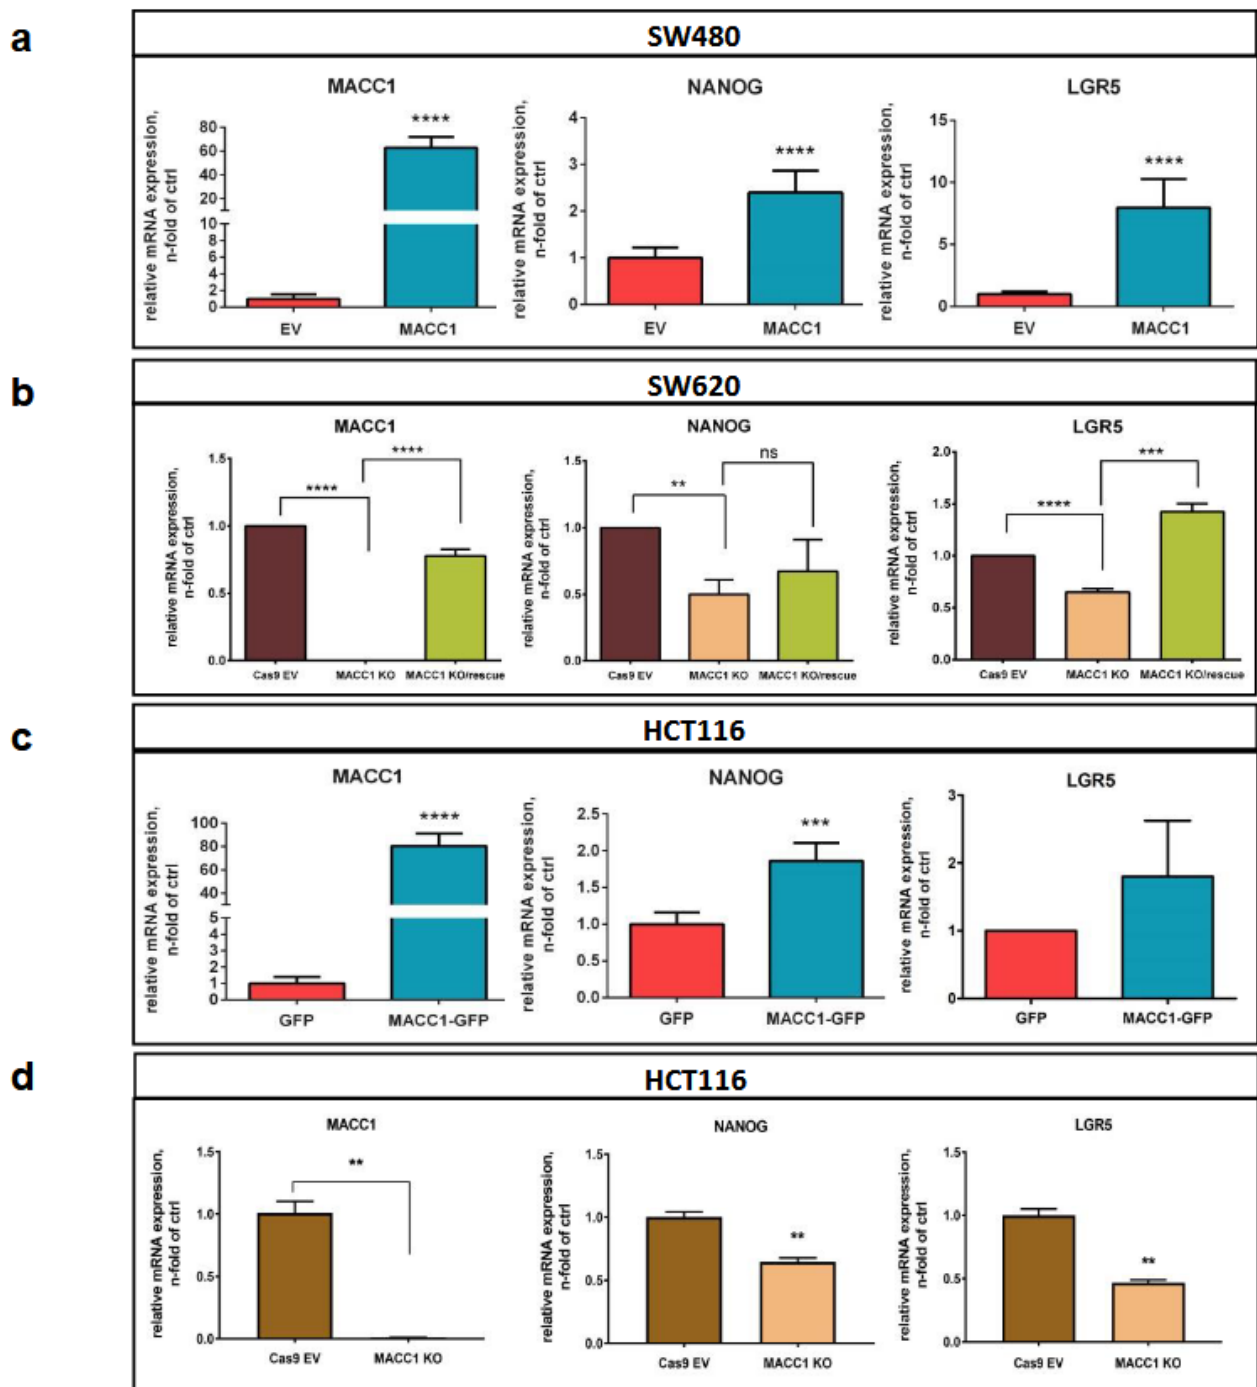 a
SW480
MACC1
NANOG
LGR5
relative mRNA expression,
n-fold of ctrl
80
60
40
20
10
8
6
4
2
0
****
EV
MACC1
relative mRNA expression,
n-fold of ctrl
4
3
2
1
0
****
EV
MACC1
relative mRNA expression,
n-fold of ctrl
15
10
5
0
****
EV
MACC1
b
SW620
MACC1
NANOG
LGR5
relative mRNA expression,
n-fold of ctrl
1.5
1.0
0.5
0.0
****
****
Cas9 EV
MACC1 KO
MACC1 KO/rescue
relative mRNA expression,
n-fold of ctrl
1.5
1.0
0.5
0.0
**
ns
Cas9 EV
MACC1 KO
MACC1 KO/rescue
relative mRNA expression,
n-fold of ctrl
2.0
1.5
1.0
0.5
0.0
****
***
Cas9 EV
MACC1 KO
MACC1 KO/rescue
c
HCT116
MACC1
NANOG
LGR5
relative mRNA expression,
n-fold of ctrl
100
80
60
40
5
4
3
2
1
0
****
GFP
MACC1-GFP
relative mRNA expression,
n-fold of ctrl
2.5
2.0
1.5
1.0
0.5
0.0
***
GFP
MACC1-GFP
relative mRNA expression,
n-fold of ctrl
3
2
1
0
GFP
MACC1-GFP
d
HCT116
MACC1
NANOG
LGR5
relative mRNA expression,
n-fold of ctrl
1.5
1.0
0.5
0.0
**
Cas9 EV
MACC1 KO
relative mRNA expression,
n-fold of ctrl
1.5
1.0
0.5
0.0
**
Cas9 EV
MACC1 KO
relative mRNA expression,
n-fold of ctrl
1.5
1.0
0.5
0.0
**
Cas9 EV
MACC1 KO